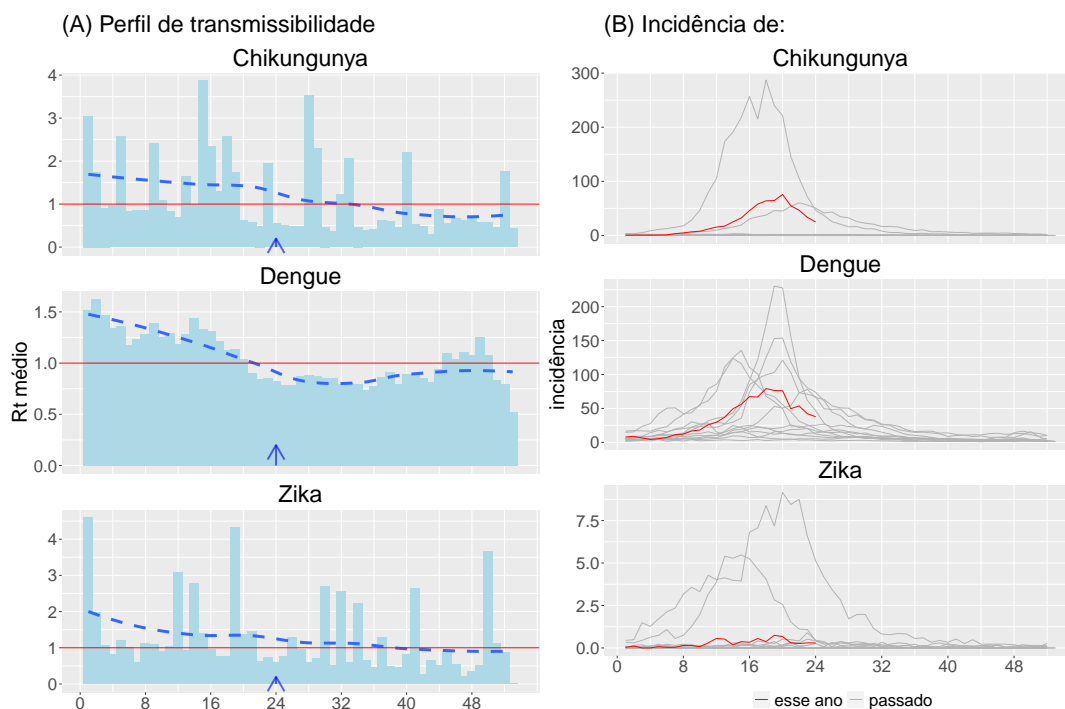 (A) Perfil de transmissibilidade
Chikungunya
4
3
2
1
0
Dengue
Rt médio
1.5
1.0
0.5
0.0
Zika
4
3
2
1
0
0 8 16 24 32 40 48
(B) Incidência de:
Chikungunya
300
200
100
0
Dengue
incidência
200
150
100
50
0
Zika
7.5
5.0
2.5
0.0
0 8 16 24 32 40 48
esse ano passado